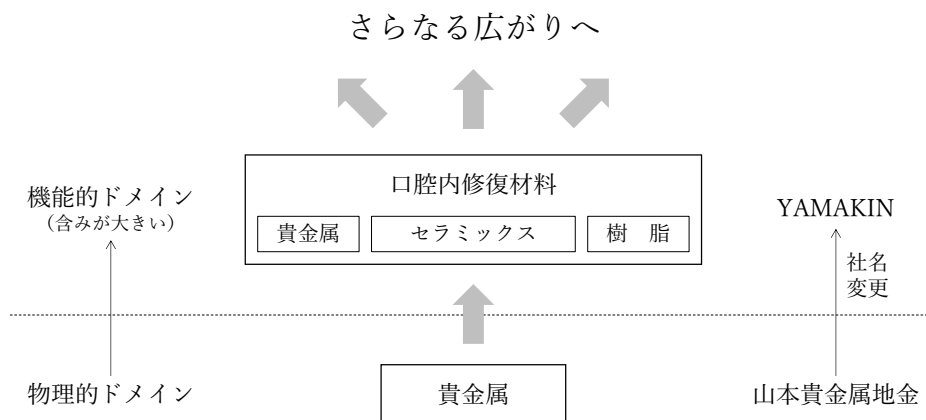 さらなる広がりへ
口腔内修復材料
貴金属
セラミックス
樹　脂
機能的ドメイン
（含みが大きい）
YAMAKIN
社名
変更
物理的ドメイン
貴金属
山本貴金属地金